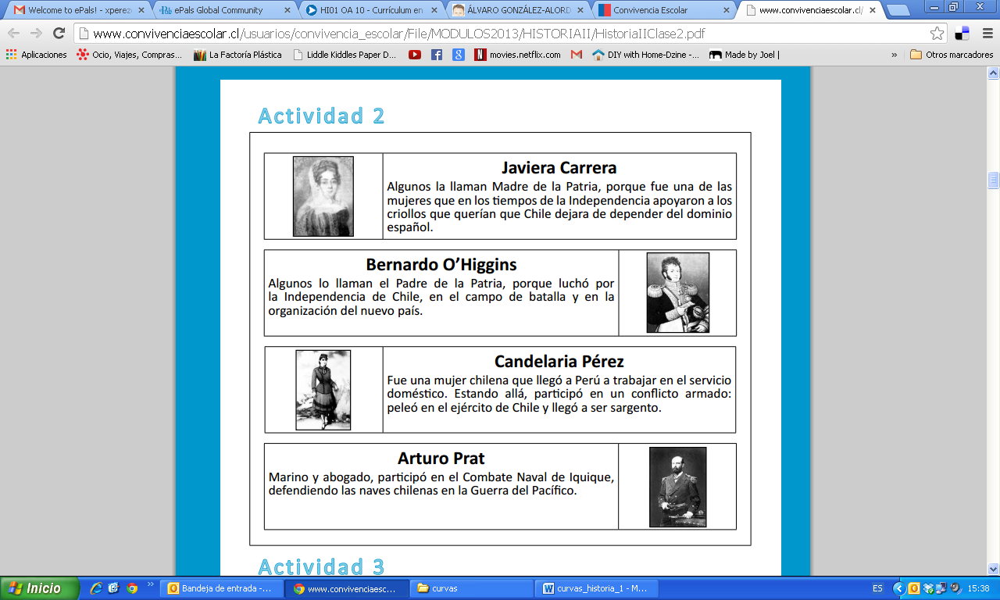 Welcome to ePals! - xperez
ePals Global Community
HI01 OA 10 - Currículum en
ÁLVARO GONZÁLEZ-ALORD
Convivencia Escolar
www.convivenciaescolar.cl/
www.convivenciaescolar.cl/usuarios/convivencia_escolar/File/MODULOS2013/HISTORIAII/HistoriaIIClase2.pdf
Aplicaciones
Ocio, Viajes, Compras...
La Factoría Plástica
Liddle Kiddles Paper D...
movies.netflix.com
DIY with Home-Dzine -...
Made by Joel |
»
Otros marcadores
Actividad 2
Javiera Carrera
Algunos la llaman Madre de la Patria, porque fue una de las
mujeres que en los tiempos de la Independencia apoyaron a los
criollos que querían que Chile dejara de depender del dominio
español.
Bernardo O’Higgins
Algunos lo llaman el Padre de la Patria, porque luchó por
la Independencia de Chile, en el campo de batalla y en la
organización del nuevo país.
Candelaria Pérez
Fue una mujer chilena que llegó a Perú a trabajar en el servicio
doméstico. Estando allá, participó en un conflicto armado:
peleó en el ejército de Chile y llegó a ser sargento.
Arturo Prat
Marino y abogado, participó en el Combate Naval de Iquique,
defendiendo las naves chilenas en la Guerra del Pacífico.
Actividad 3
Inicio
»
Bandeja de entrada -...
www.convivenciaesc...
curvas
curvas_historia_1 - M...
ES
15:38